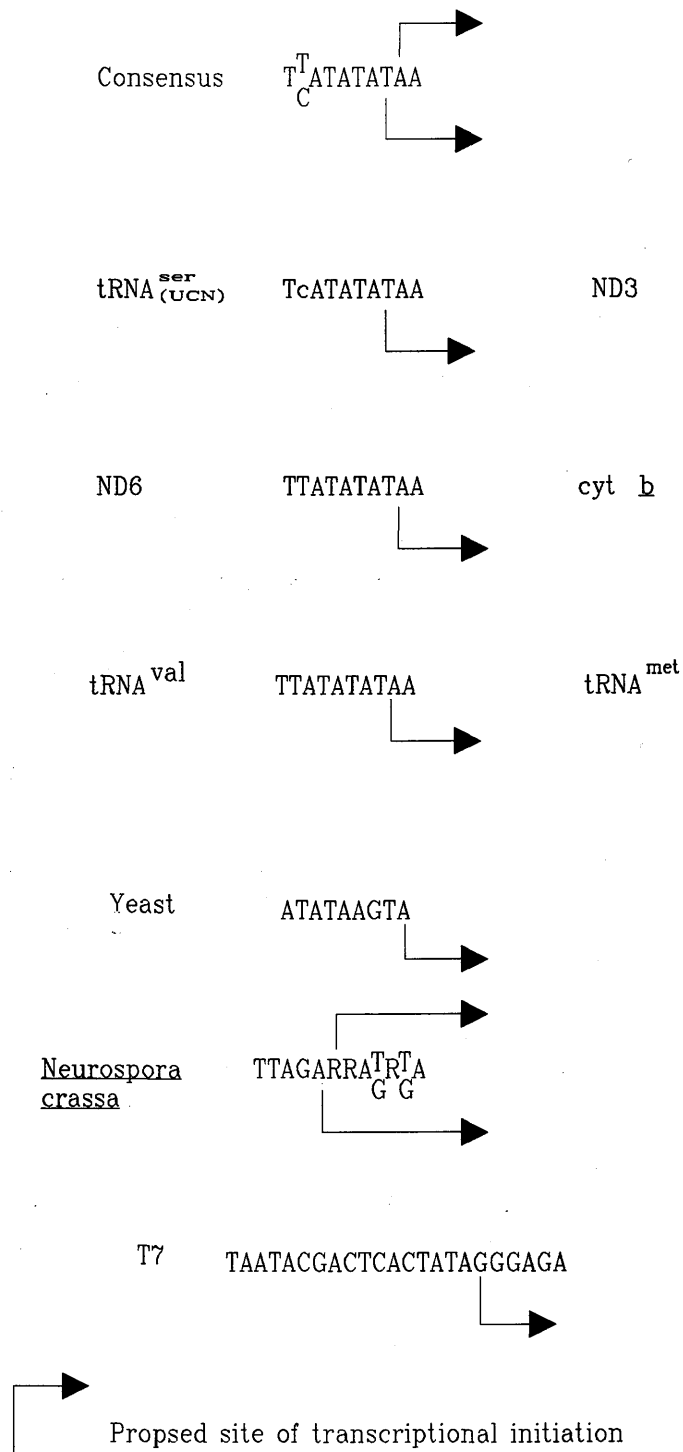 Consensus T T/C ATATATAA
tRNA ser (UCN) TcATATATAA ND3
ND6 TTATATATAA cyt b
tRNA val TTATATATAA tRNA met
Yeast ATATAAGTA
Neurospora crassa TTAGARRA T/G R T/G A
T7 TAATACGACTCACTATAGGGAGA
Propsed site of transcriptional initiation